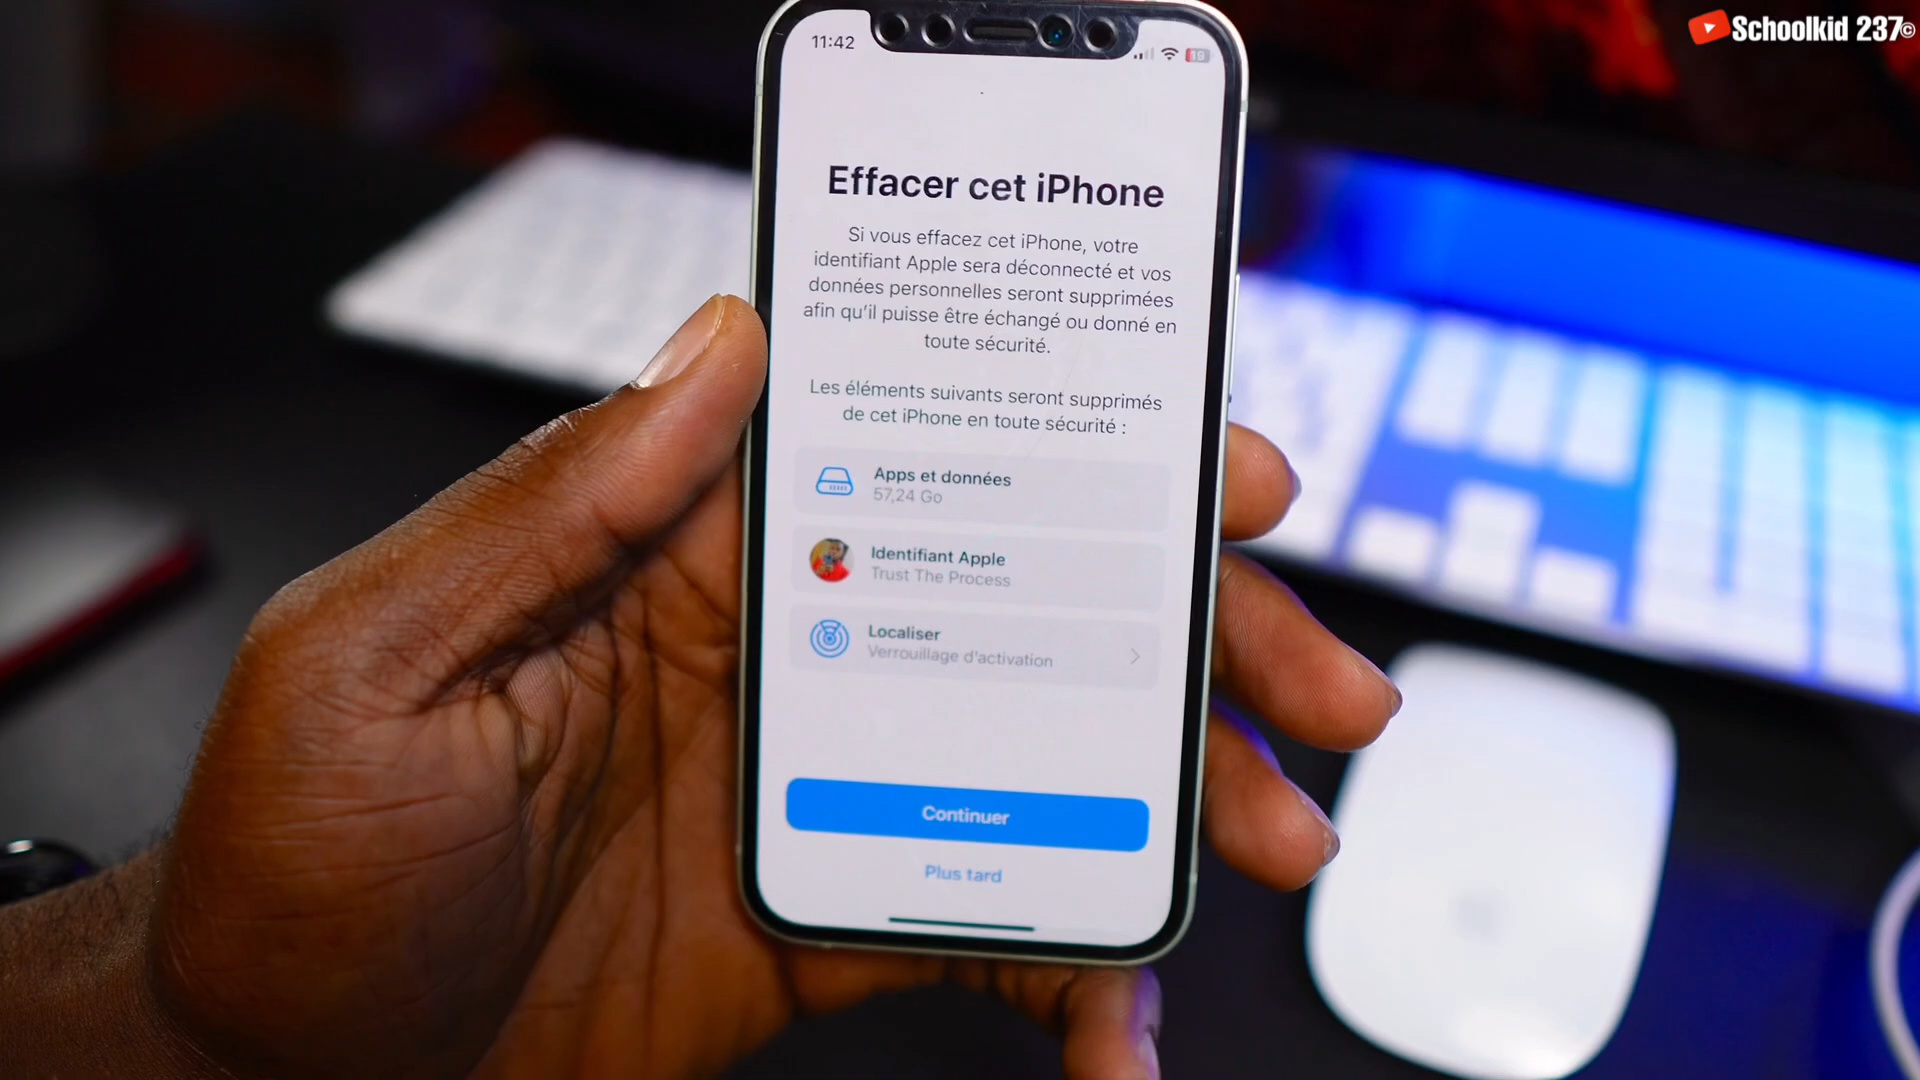 Schoolkid 237©
11:42
19
Effacer cet iPhone
Si vous effacez cet iPhone, votre
identifiant Apple sera déconnecté et vos
données personnelles seront supprimées
afin qu'il puisse être échangé ou donné en
toute sécurité.
Les éléments suivants seront supprimés
de cet iPhone en toute sécurité :
Apps et données
57,24 Go
Identifiant Apple
Trust The Process
Localiser
Verrouillage d'activation
Continuer
Plus tard